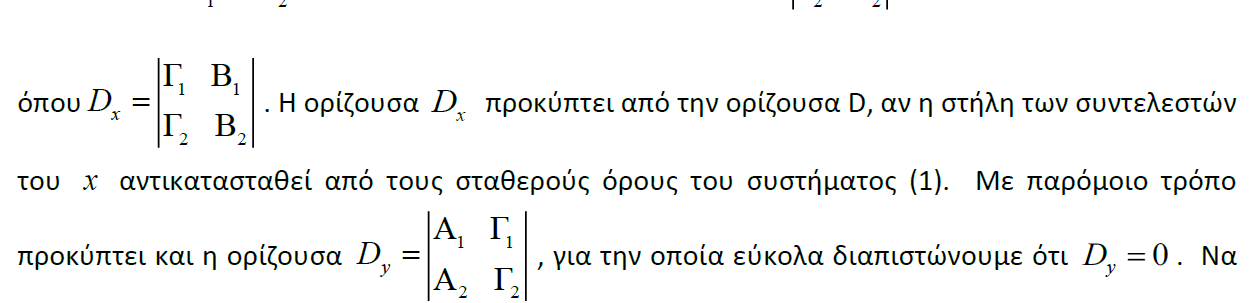 όπου D_x = |Γ₁ Β₁ ; Γ₂ Β₂| . Η ορίζουσα D_x προκύπτει από την ορίζουσα D, αν η στήλη των συντελεστών
του x αντικατασταθεί από τους σταθερούς όρους του συστήματος (1). Με παρόμοιο τρόπο
προκύπτει και η ορίζουσα D_y = |Α₁ Γ₁ ; Α₂ Γ₂| , για την οποία εύκολα διαπιστώνουμε ότι D_y = 0 . Να